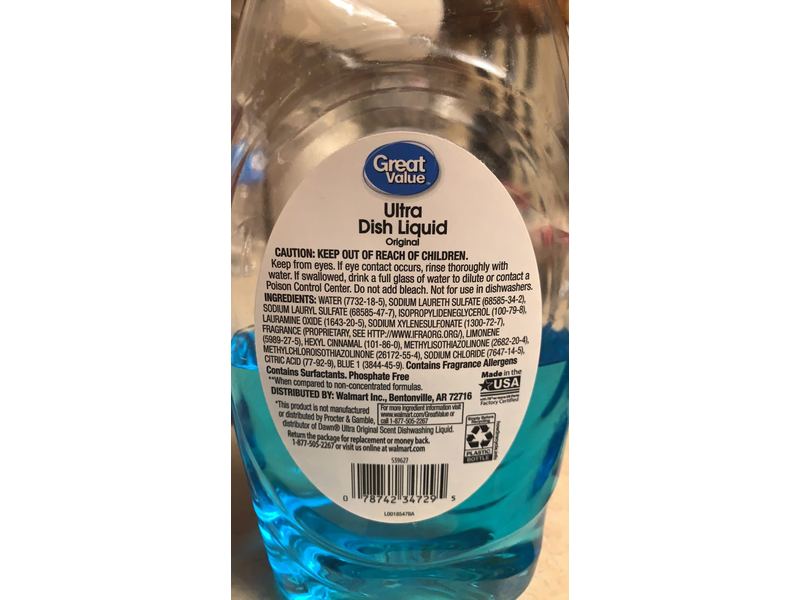 Great
Value
Ultra
Dish Liquid
Original
CAUTION: KEEP OUT OF REACH OF CHILDREN.
Keep from eyes. If eye contact occurs, rinse thoroughly with
water. If swallowed, drink a full glass of water to dilute or contact a
Poison Control Center. Do not add bleach. Not for use in dishwashers.
INGREDIENTS: WATER (7732-18-5), SODIUM LAURETH SULFATE (68585-34-2),
SODIUM LAURYL SULFATE (68585-47-7), ISOPROPYLIDENEGLYCEROL (100-79-8),
LAURAMINE OXIDE (1643-20-5), SODIUM XYLENESULFONATE (1300-72-7),
FRAGRANCE (PROPRIETARY, SEE HTTP://WWW.IFRAORG.ORG/), LIMONENE
(5989-27-5), HEXYL CINNAMAL (101-86-0), METHYLISOTHIAZOLINONE (2682-20-4),
METHYLCHLOROISOTHIAZOLINONE (26172-55-4), SODIUM CHLORIDE (7647-14-5),
CITRIC ACID (77-92-9), BLUE 1 (3844-45-9). Contains Fragrance Allergens
Contains Surfactants. Phosphate Free
**When compared to non-concentrated formulas.
DISTRIBUTED BY: Walmart Inc., Bentonville, AR 72716
Made in the
USA
Factory Certified
*This product is not manufactured
or distributed by Procter & Gamble,
distributor of Dawn® Ultra Original Scent Dishwashing Liquid.
For more ingredient information visit
www.walmart.com/GreatValue or
call 1-877-505-2267
Return the package for replacement or money back.
1-877-505-2267 or visit us online at walmart.com
PLASTIC
BOTTLE
539627
0 78742 34729 5
L0018547BA